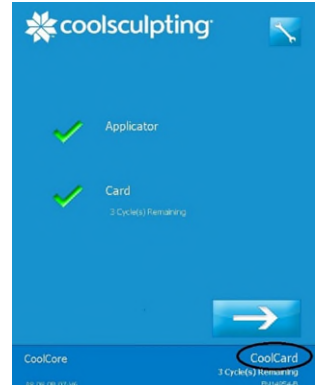 coolsculpting
Applicator
Card
3 Cycle(s) Remaining
CoolCore
CoolCard
3 Cycle(s) Remaining